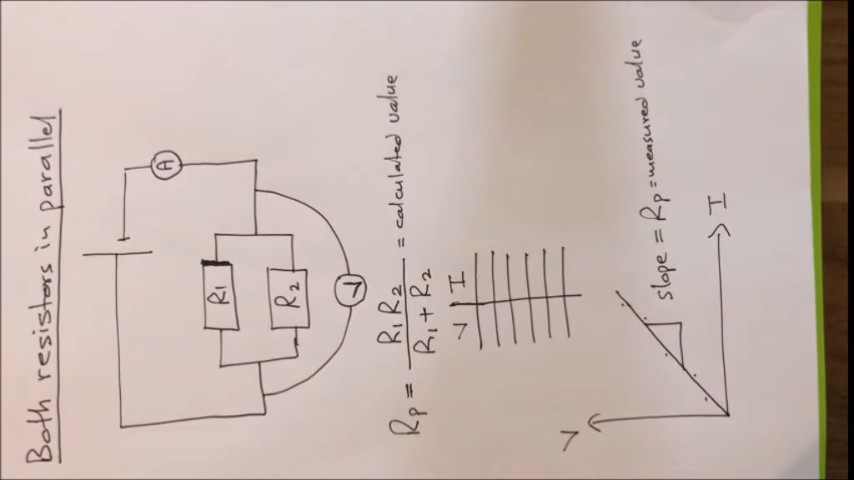 Both resistors in parallel
A
R1
R2
V
Rp = R1 R2 / R1 + R2 = calculated value
V I
V
slope = Rp = measured value
I